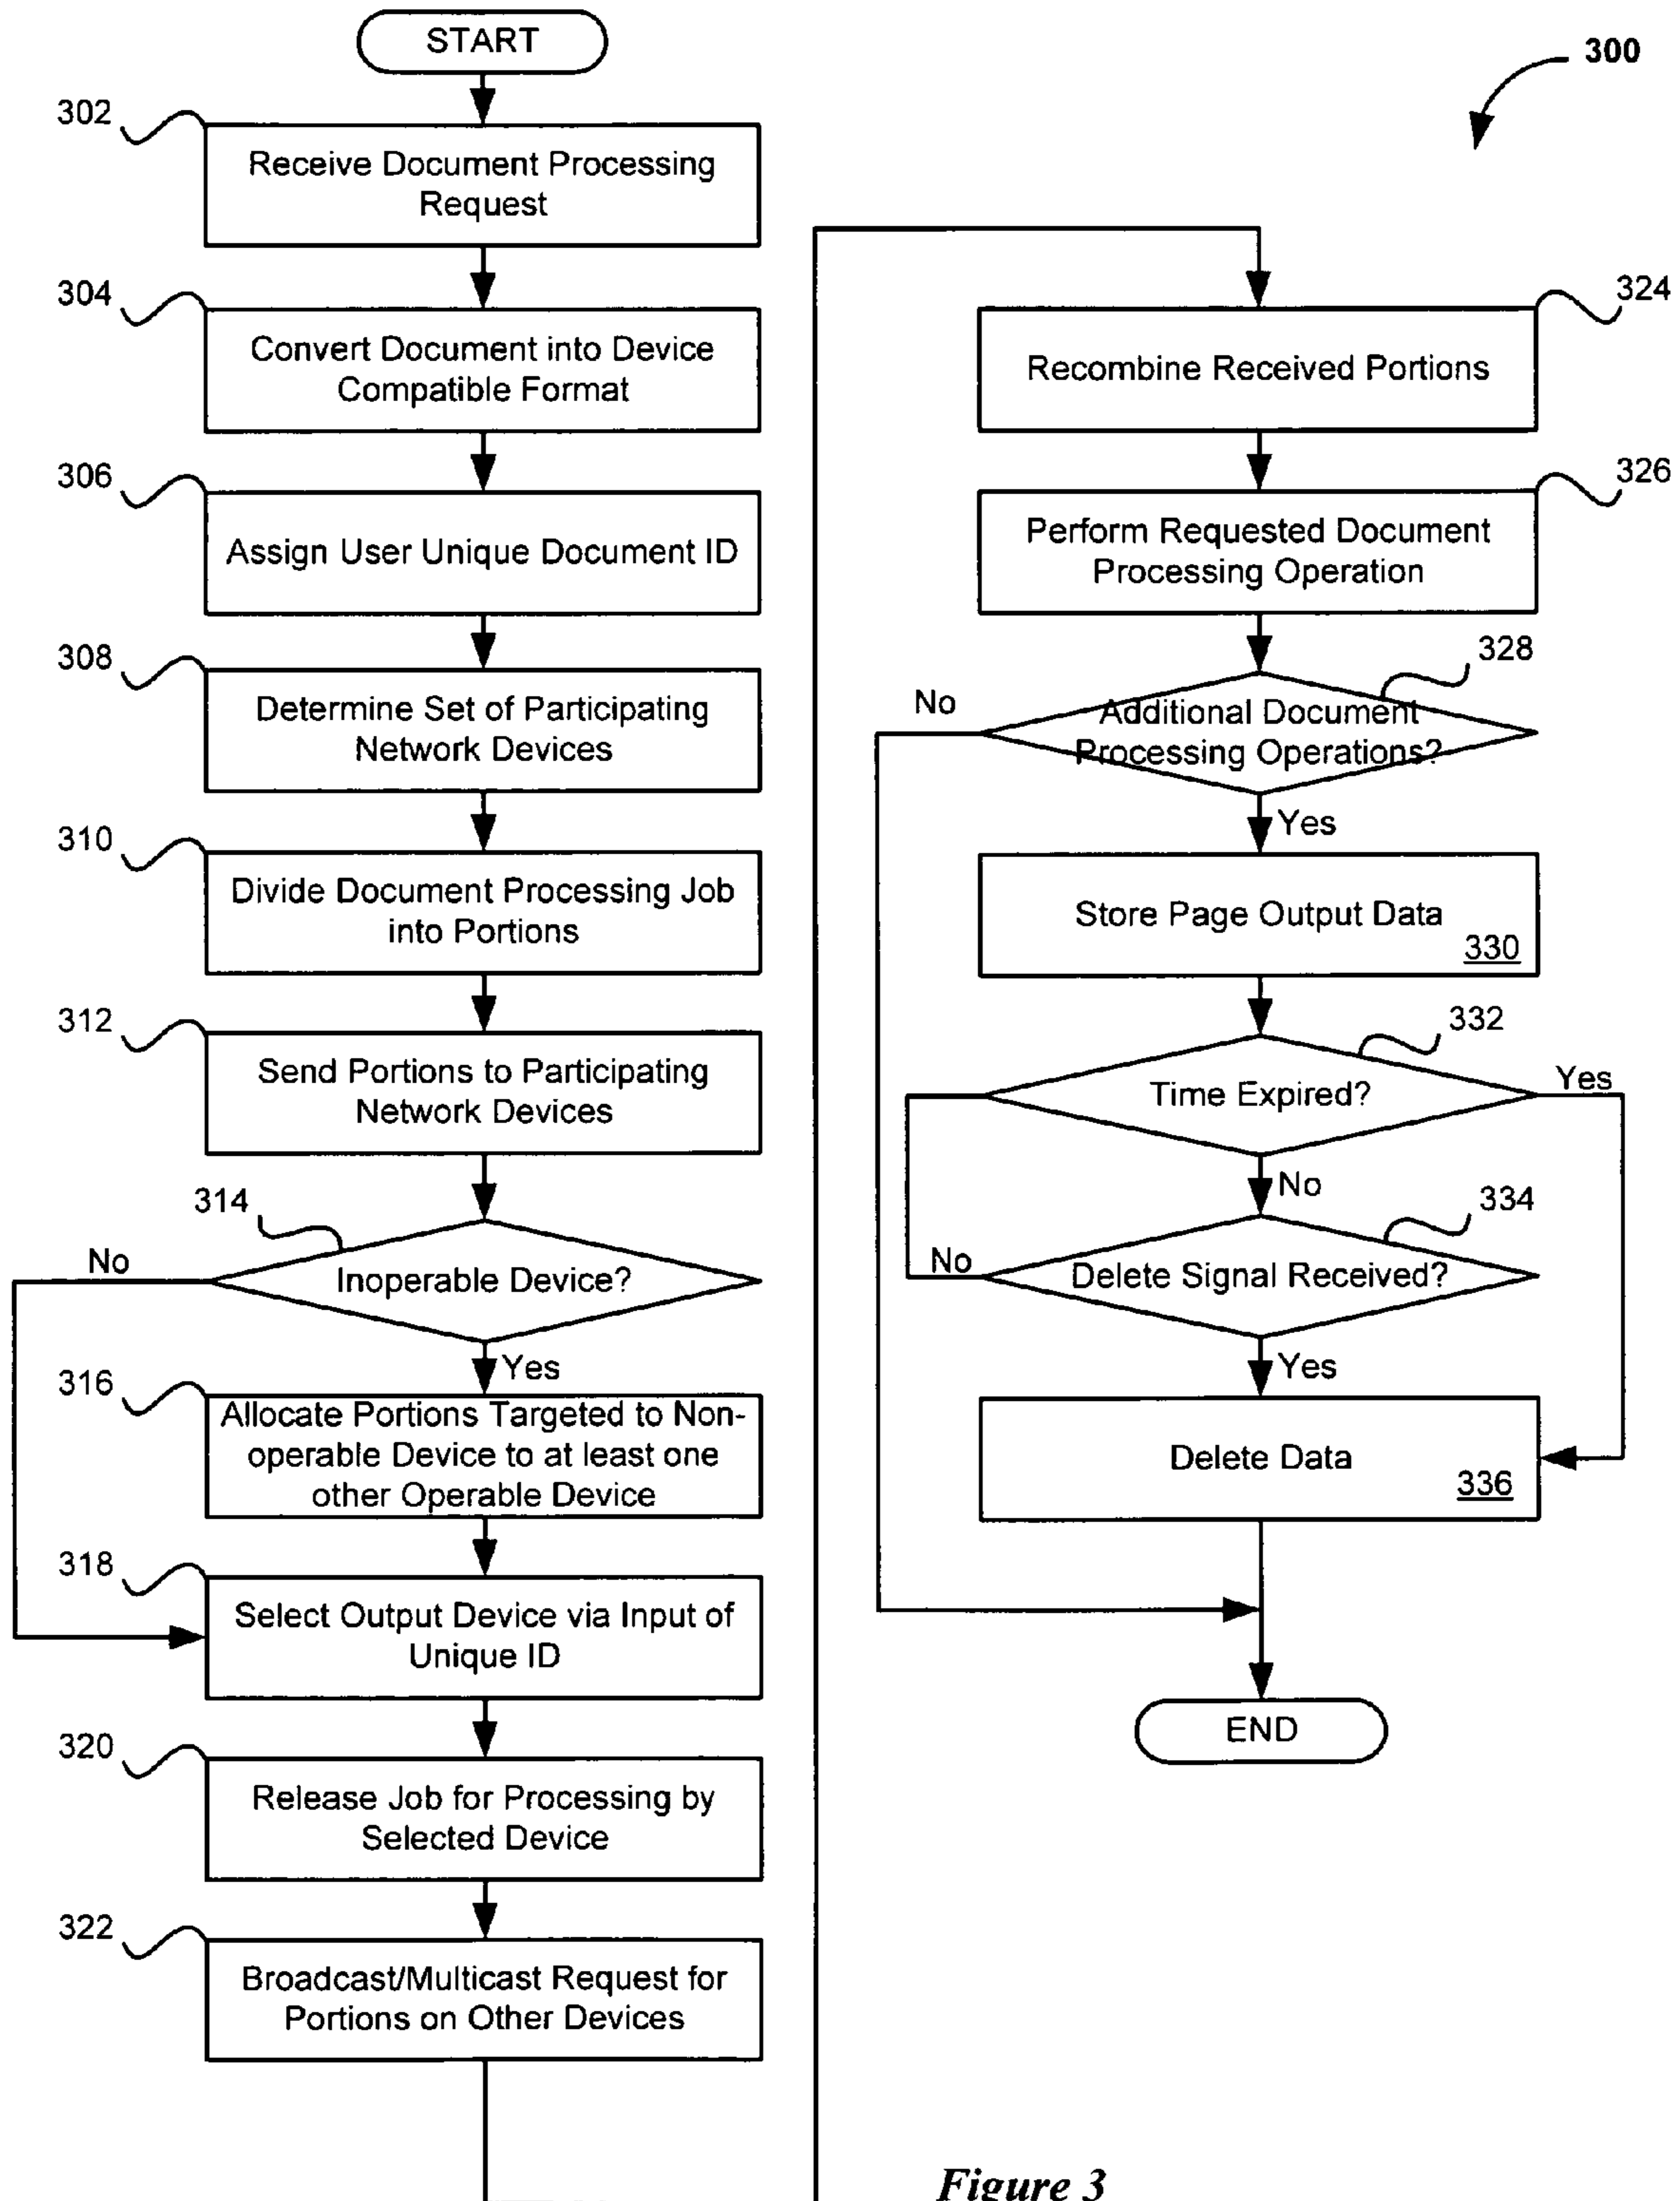 START
300
302
Receive Document Processing
Request
304
Convert Document into Device
Compatible Format
306
Assign User Unique Document ID
308
Determine Set of Participating
Network Devices
310
Divide Document Processing Job
into Portions
312
Send Portions to Participating
Network Devices
314
No
Inoperable Device?
Yes
316
Allocate Portions Targeted to Non-
operable Device to at least one
other Operable Device
318
Select Output Device via Input of
Unique ID
320
Release Job for Processing by
Selected Device
322
Broadcast/Multicast Request for
Portions on Other Devices
324
Recombine Received Portions
326
Perform Requested Document
Processing Operation
328
No
Additional Document
Processing Operations?
Yes
Store Page Output Data
330
332
Time Expired?
Yes
No
334
No
Delete Signal Received?
Yes
Delete Data
336
END
Figure 3